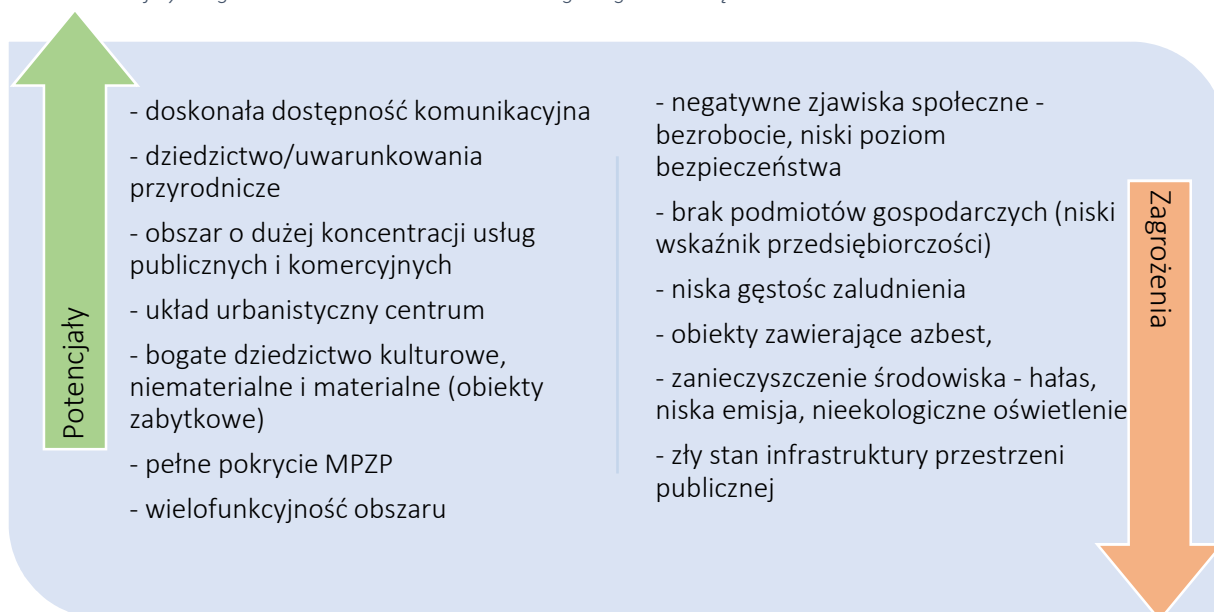 Potencjały
- doskonała dostępność komunikacyjna
- dziedzictwo/uwarunkowania
przyrodnicze
- obszar o dużej koncentracji usług
publicznych i komercyjnych
- układ urbanistyczny centrum
- bogate dziedzictwo kulturowe,
niematerialne i materialne (obiekty
zabytkowe)
- pełne pokrycie MPZP
- wielofunkcyjność obszaru
- negatywne zjawiska społeczne -
bezrobocie, niski poziom
bezpieczeństwa
- brak podmiotów gospodarczych (niski
wskaźnik przedsiębiorczości)
- niska gęstośc zaludnienia
- obiekty zawierające azbest,
- zanieczyszczenie środowiska - hałas,
niska emisja, nieekologiczne oświetlenie
- zły stan infrastruktury przestrzeni
publicznej
Zagrożenia